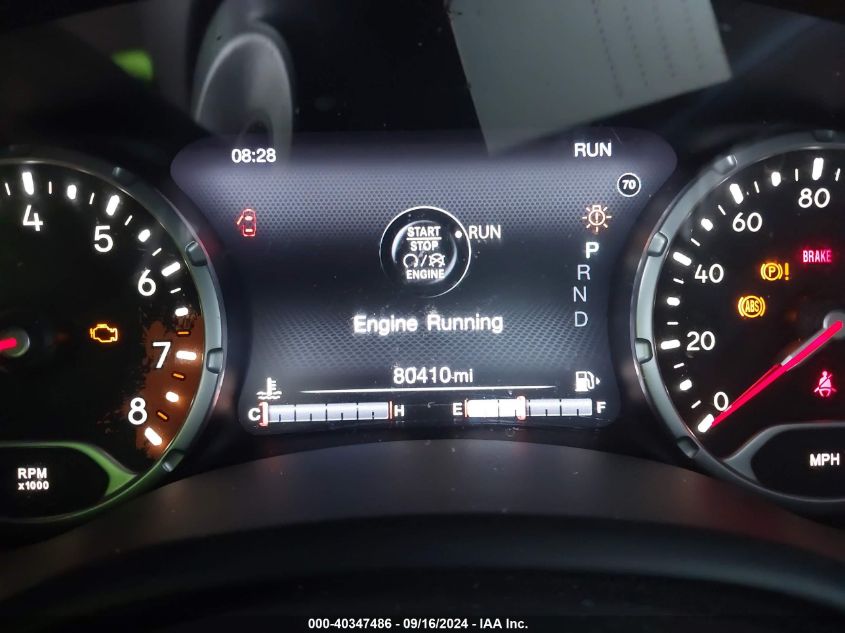 08:28
RUN
70
START
STOP
ENGINE
RUN
P
R
N
D
Engine Running
80410 mi
C
H
E
F
4
5
6
7
8
RPM
x1000
0
20
40
60
80
BRAKE
(P)!
ABS
MPH
000-40347486 - 09/16/2024 - IAA Inc.